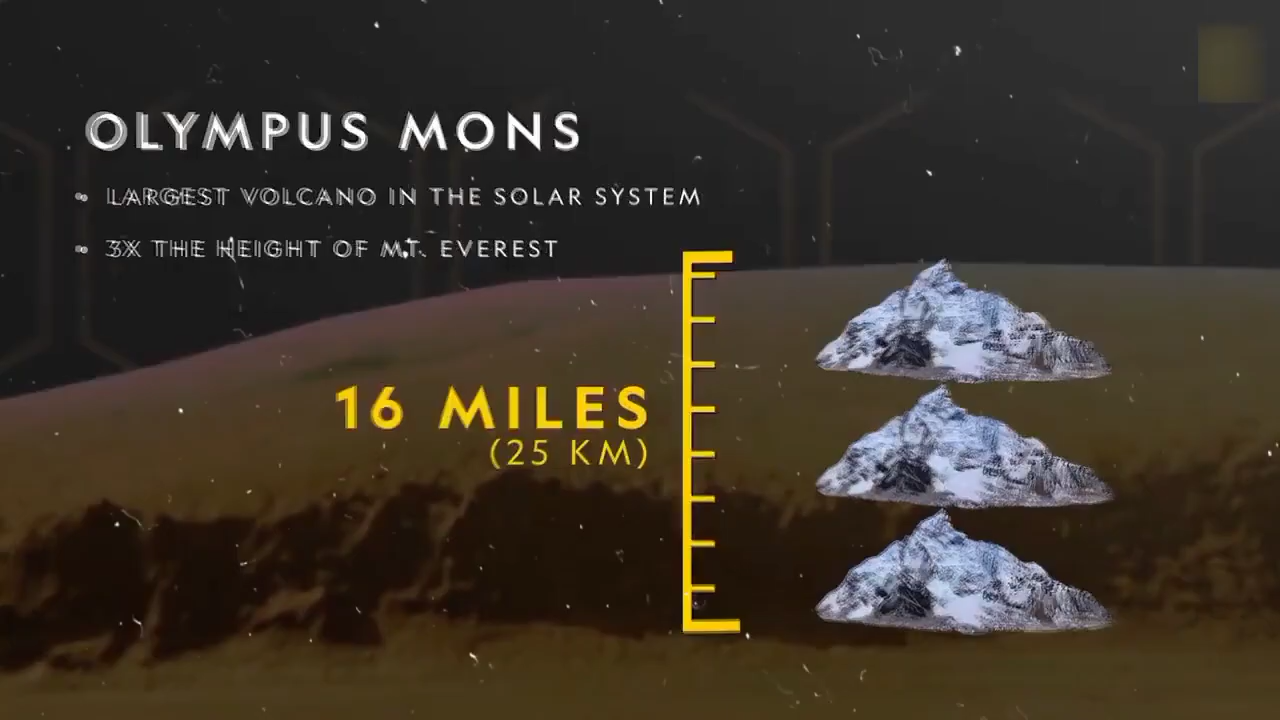 OLYMPUS MONS
• LARGEST VOLCANO IN THE SOLAR SYSTEM
• 3X THE HEIGHT OF MT. EVEREST
16 MILES
(25 KM)